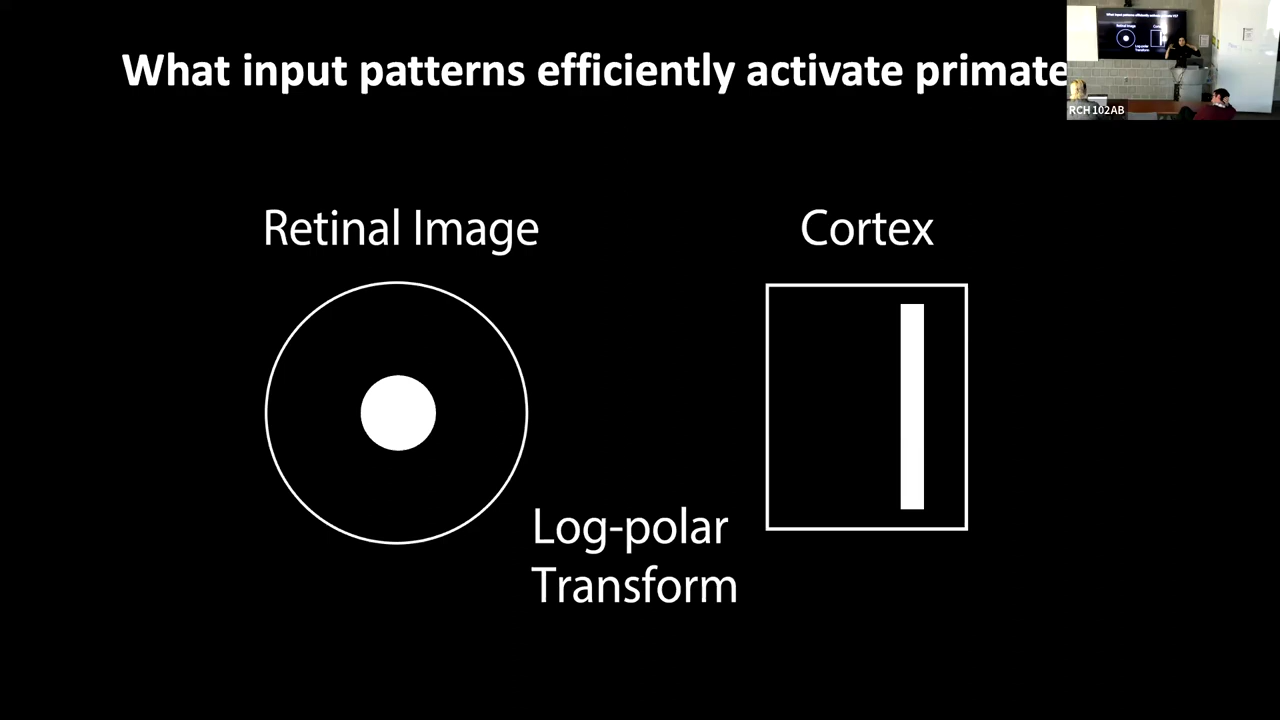 What input patterns efficiently activate primate
RCH 102AB
Retinal Image
Cortex
Log-polar
Transform